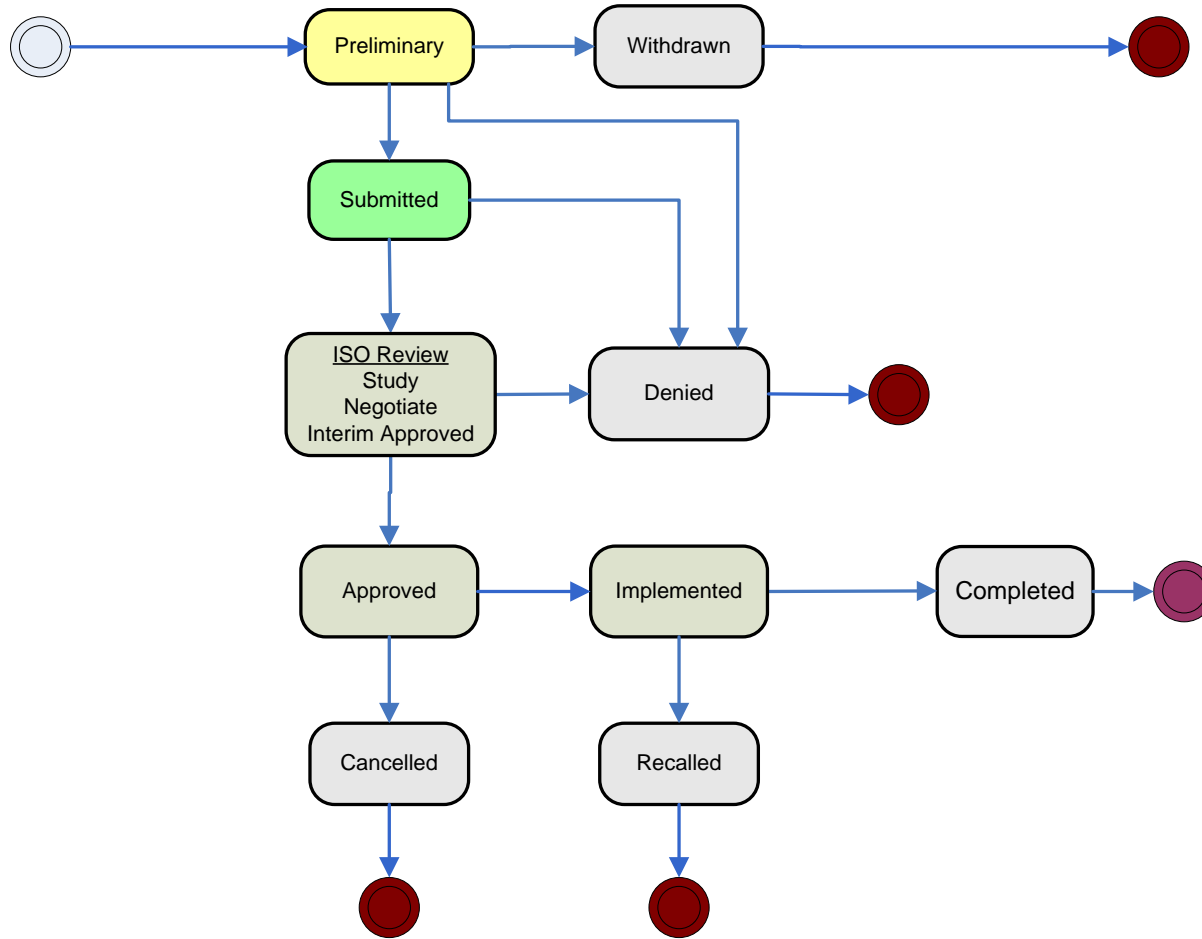 Preliminary
Withdrawn
Submitted
ISO Review
Study
Negotiate
Interim Approved
Denied
Approved
Implemented
Completed
Cancelled
Recalled